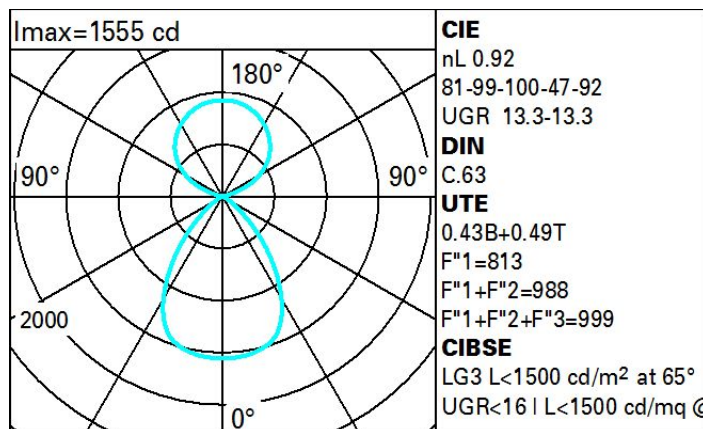 Imax=1555 cd
180°
90°
90°
2000
0°
CIE
nL 0.92
81-99-100-47-92
UGR 13.3-13.3
DIN
C.63
UTE
0.43B+0.49T
F"1=813
F"1+F"2=988
F"1+F"2+F"3=999
CIBSE
LG3 L<1500 cd/m² at 65°
UGR<16 | L<1500 cd/mq @